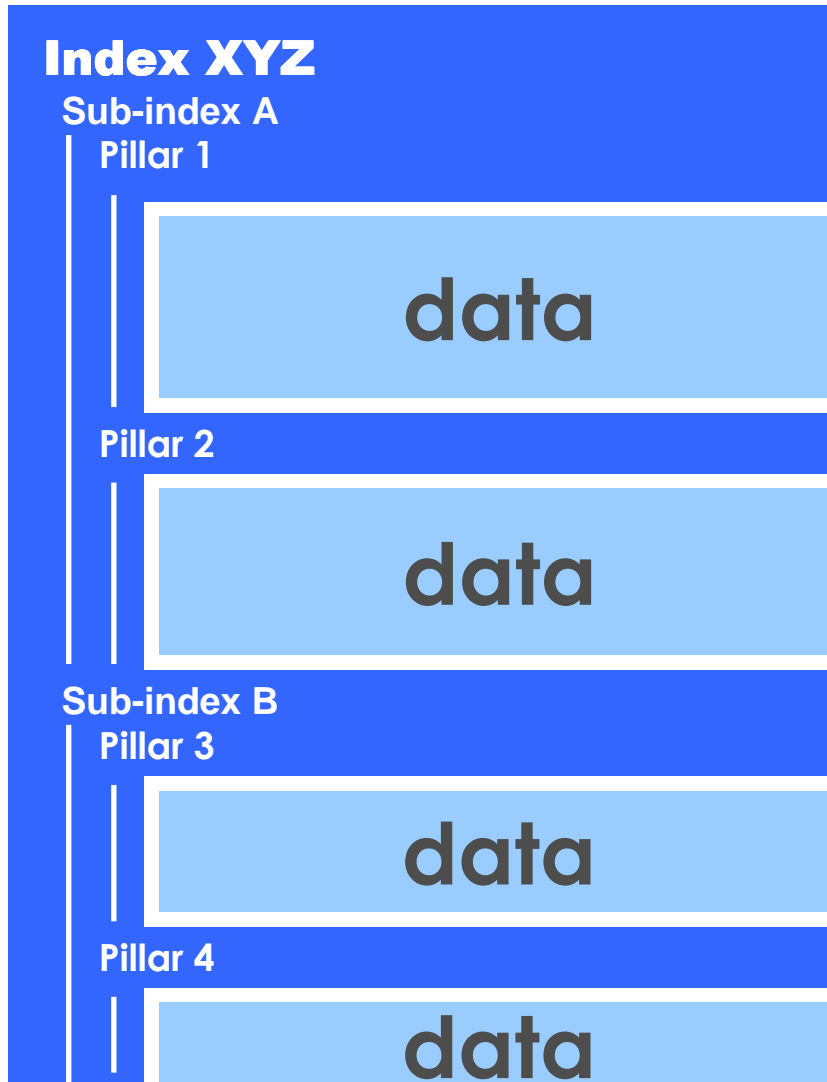 Index XYZ
Sub-index A
Pillar 1
data
Pillar 2
data
Sub-index B
Pillar 3
data
Pillar 4
data